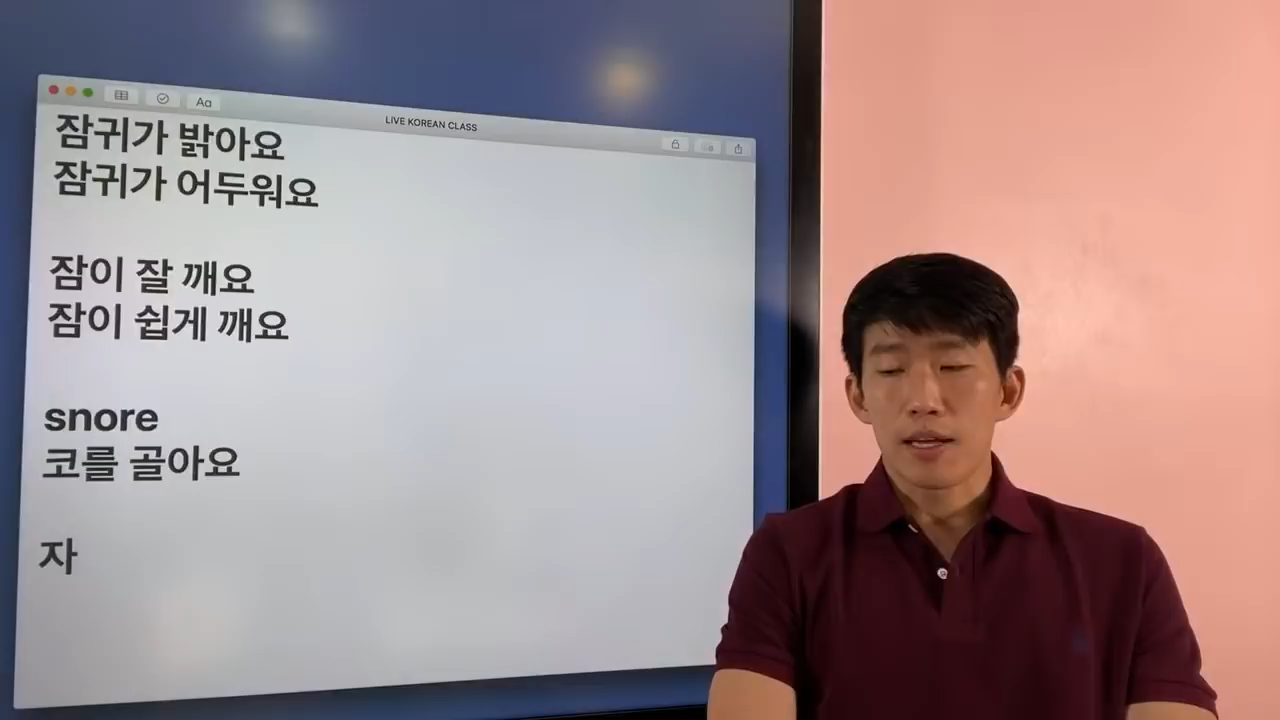 Aa
LIVE KOREAN CLASS
잠귀가 밝아요
잠귀가 어두워요
잠이 잘 깨요
잠이 쉽게 깨요
snore
코를 골아요
자